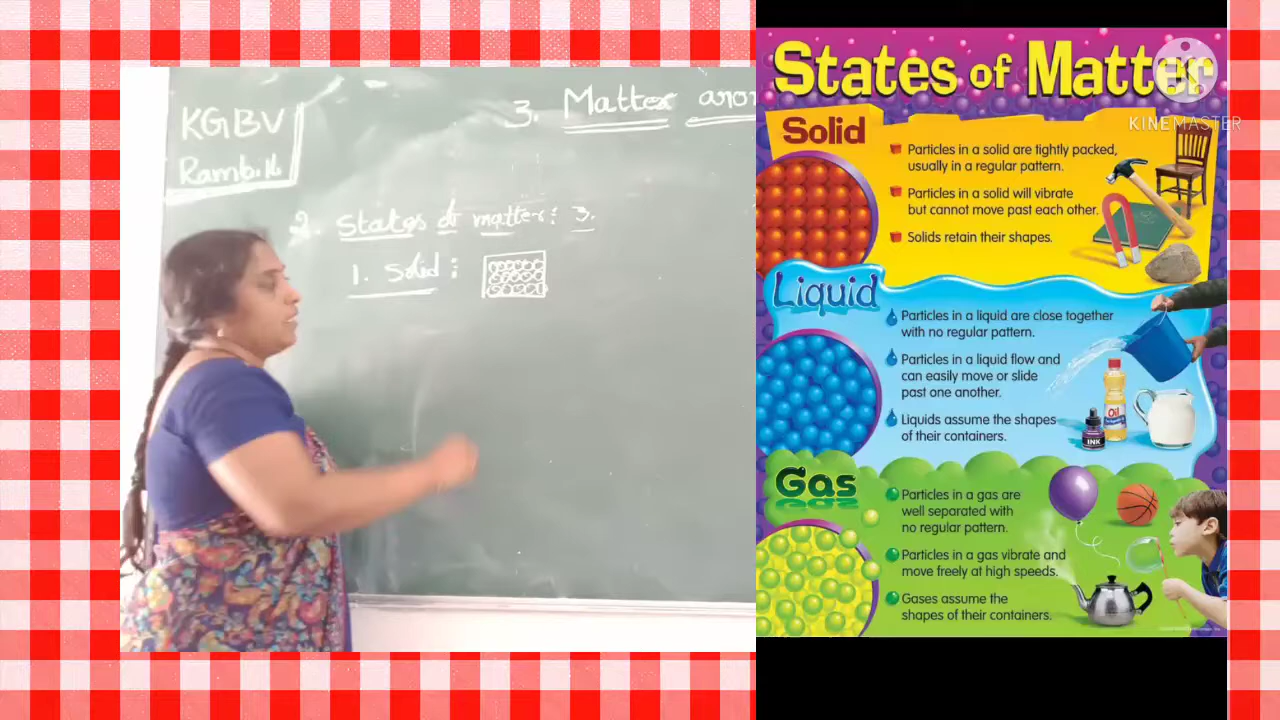 KGBV
Rambilli
3. Matter
2. States of matter: 3.
1. Solid:
States of Matter
KINEMASTER
Solid
Particles in a solid are tightly packed,
usually in a regular pattern.
Particles in a solid will vibrate
but cannot move past each other.
Solids retain their shapes.
Liquid
Particles in a liquid are close together
with no regular pattern.
Particles in a liquid flow and
can easily move or slide
past one another.
Liquids assume the shapes
of their containers.
Oil
INK
Gas
Particles in a gas are
well separated with
no regular pattern.
Particles in a gas vibrate and
move freely at high speeds.
Gases assume the
shapes of their containers.